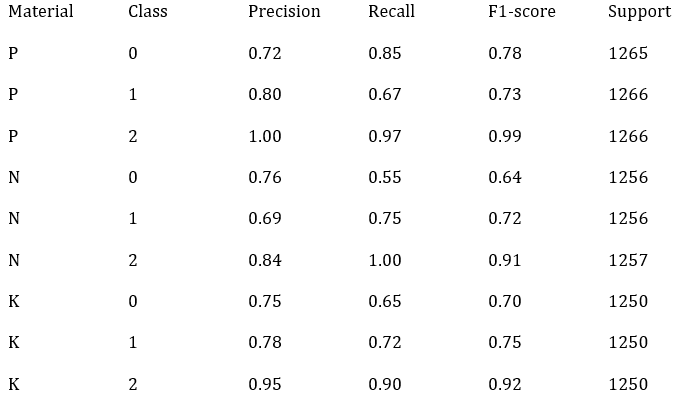 Material Class Precision Recall F1-score Support
P 0 0.72 0.85 0.78 1265
P 1 0.80 0.67 0.73 1266
P 2 1.00 0.97 0.99 1266
N 0 0.76 0.55 0.64 1256
N 1 0.69 0.75 0.72 1256
N 2 0.84 1.00 0.91 1257
K 0 0.75 0.65 0.70 1250
K 1 0.78 0.72 0.75 1250
K 2 0.95 0.90 0.92 1250